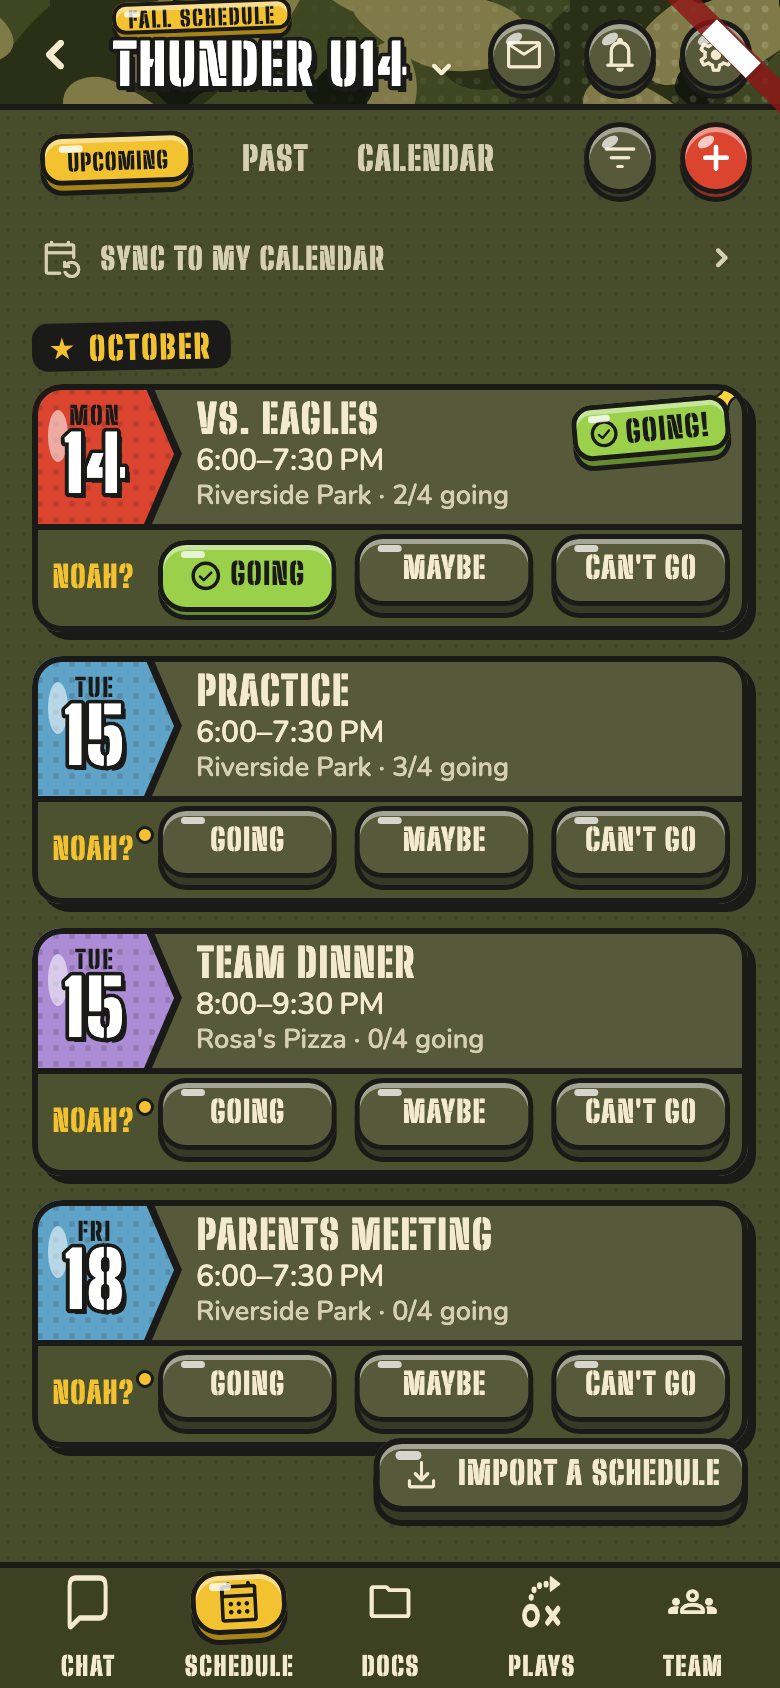 FALL SCHEDULE
THUNDER U14
UPCOMING
PAST
CALENDAR
SYNC TO MY CALENDAR
★ OCTOBER
MON
14
VS. EAGLES
6:00–7:30 PM
Riverside Park · 2/4 going
GOING!
NOAH?
GOING
MAYBE
CAN'T GO
TUE
15
PRACTICE
6:00–7:30 PM
Riverside Park · 3/4 going
NOAH?
GOING
MAYBE
CAN'T GO
TUE
15
TEAM DINNER
8:00–9:30 PM
Rosa's Pizza · 0/4 going
NOAH?
GOING
MAYBE
CAN'T GO
FRI
18
PARENTS MEETING
6:00–7:30 PM
Riverside Park · 0/4 going
NOAH?
GOING
MAYBE
CAN'T GO
IMPORT A SCHEDULE
CHAT
SCHEDULE
DOCS
PLAYS
TEAM